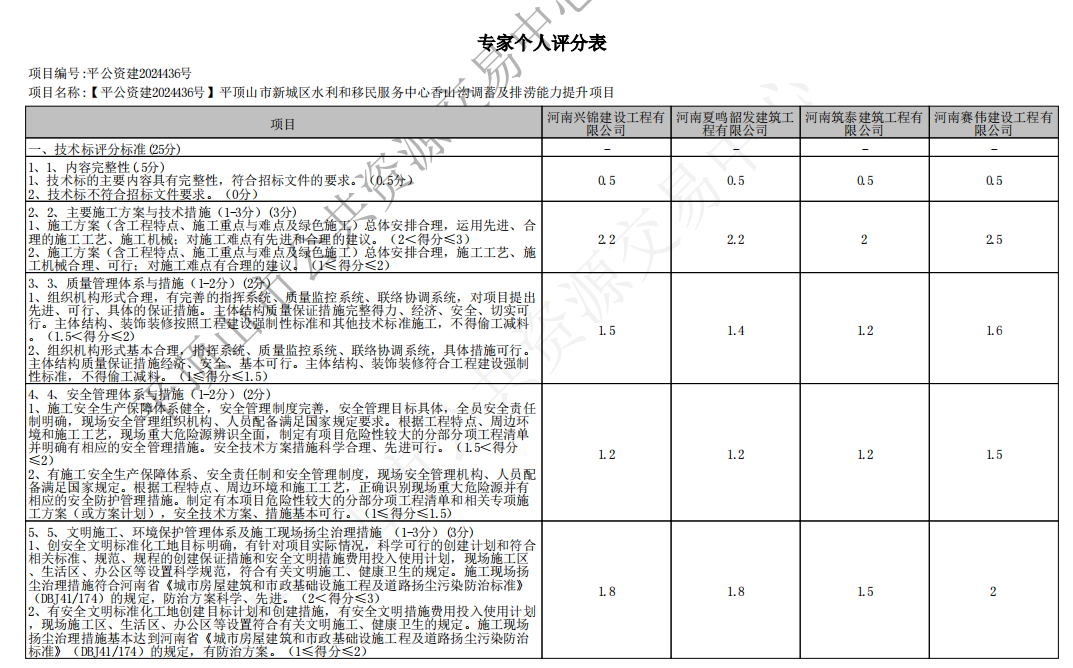 专家个人评分表
项目编号:平公资建2024436号
项目名称:【平公资建2024436号】平顶山市新城区水利和移民服务中心香山沟调蓄及排涝能力提升项目
项目
河南兴锦建设工程有
限公司
河南夏鸣韶发建筑工
程有限公司
河南筑泰建筑工程有
限公司
河南赛伟建设工程有
限公司
一、技术标评分标准(25分)
-
-
-
-
1、1、内容完整性(.5分)
1、技术标的主要内容具有完整性，符合招标文件的要求。（0.5分）
2、技术标不符合招标文件要求。（0分）
0.5
0.5
0.5
0.5
2、2、主要施工方案与技术措施（1-3分）(3分)
1、施工方案（含工程特点、施工重点与难点及绿色施工）总体安排合理，运用先进、合
理的施工工艺、施工机械；对施工难点有先进和合理的建议。（2＜得分≤3）
2、施工方案（含工程特点、施工重点与难点及绿色施工）总体安排合理，施工工艺、施
工机械合理、可行；对施工难点有合理的建议。（1≤得分≤2）
2.2
2.2
2
2.5
3、3、质量管理体系与措施（1-2分）(2分)
1、组织机构形式合理，有完善的指挥系统、质量监控系统、联络协调系统，对项目提出
先进、可行、具体的保证措施。主体结构质量保证措施完整得力、经济、安全、切实可
行。主体结构、装饰装修按照工程建设强制性标准和其他技术标准施工，不得偷工减料
。（1.5＜得分≤2）
2、组织机构形式基本合理，指挥系统、质量监控系统、联络协调系统，具体措施可行。
主体结构质量保证措施经济、安全、基本可行。主体结构、装饰装修符合工程建设强制
性标准，不得偷工减料。（1≤得分≤1.5）
1.5
1.4
1.2
1.6
4、4、安全管理体系与措施（1-2分）(2分)
1、施工安全生产保障体系健全，安全管理制度完善，安全管理目标具体，全员安全责任
制明确，现场安全管理组织机构、人员配备满足国家规定要求。根据工程特点、周边环
境和施工工艺，现场重大危险源辨识全面，制定有项目危险性较大的分部分项工程清单
并明确有相应的安全管理措施。安全技术方案措施科学合理、先进可行。（1.5＜得分
≤2）
2、有施工安全生产保障体系、安全责任制和安全管理制度，现场安全管理机构、人员配
备满足国家规定。根据工程特点、周边环境和施工工艺，正确识别现场重大危险源并有
相应的安全防护管理措施。制定有本项目危险性较大的分部分项工程清单和相关专项施
工方案（或方案计划），安全技术方案、措施基本可行。（1≤得分≤1.5）
1.2
1.2
1.2
1.5
5、5、文明施工、环境保护管理体系及施工现场扬尘治理措施 （1-3分）(3分)
1、创安全文明标准化工地目标明确，有针对项目实际情况，科学可行的创建计划和符合
相关标准、规范、规程的创建保证措施和安全文明措施费用投入使用计划，现场施工区
、生活区、办公区等设置科学规范，符合有关文明施工、健康卫生的规定。施工现场扬
尘治理措施符合河南省《城市房屋建筑和市政基础设施工程及道路扬尘污染防治标准》
（DBJ41/174）的规定，防治方案科学、先进。（2＜得分≤3）
2、有安全文明标准化工地创建目标计划和创建措施，有安全文明措施费用投入使用计划
，现场施工区、生活区、办公区等设置符合有关文明施工、健康卫生的规定。施工现场
扬尘治理措施基本达到河南省《城市房屋建筑和市政基础设施工程及道路扬尘污染防治
标准》（DBJ41/174）的规定，有防治方案。（1≤得分≤2）
1.8
1.8
1.5
2
平顶山市公共资源交易中心
共资源交易中心